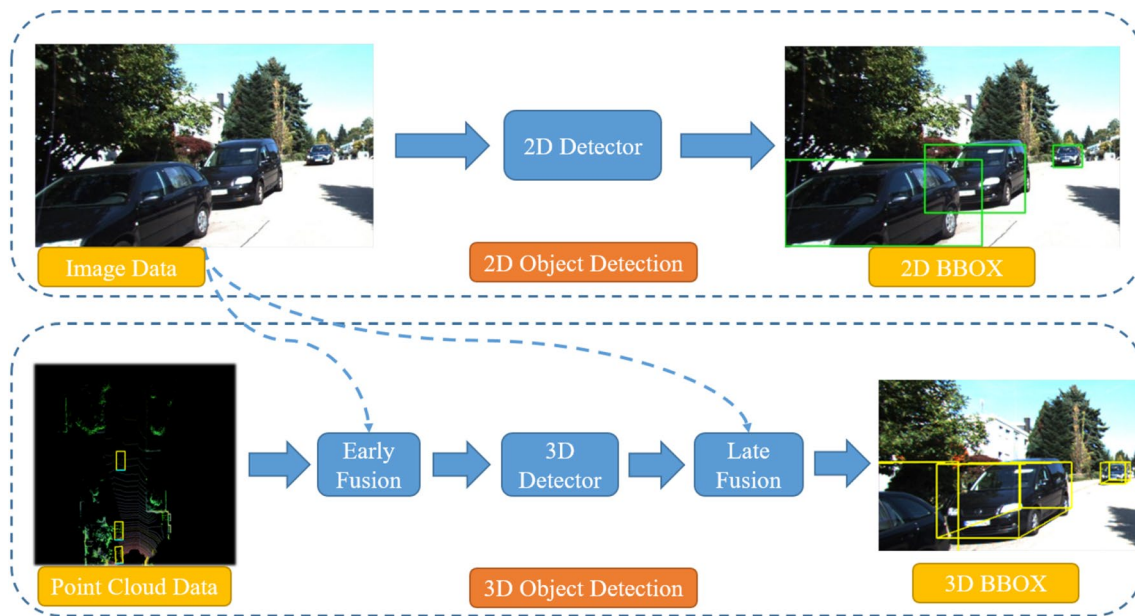 2D Detector
Image Data
2D Object Detection
2D BBOX
Early
Fusion
3D
Detector
Late
Fusion
Point Cloud Data
3D Object Detection
3D BBOX